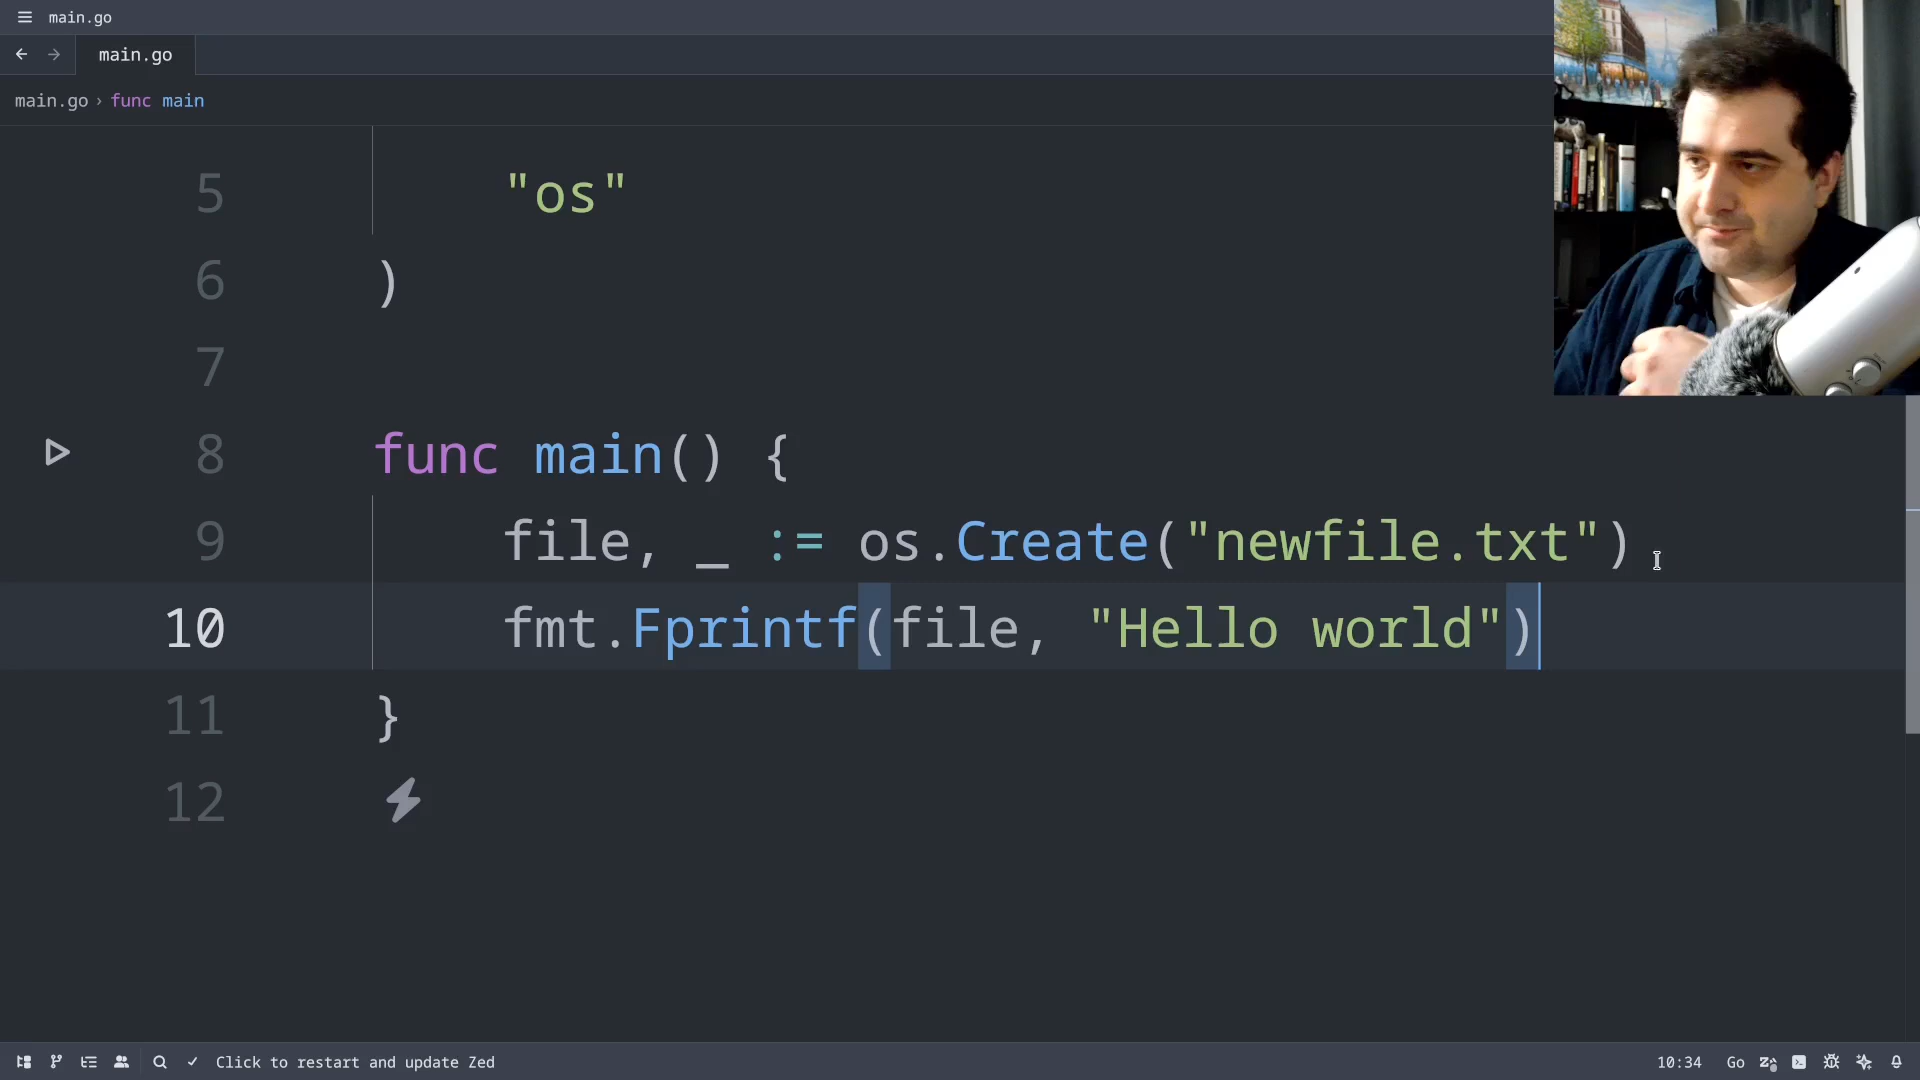 main.go
main.go
main.go › func main
5 "os"
6 )
7
8 func main() {
9 file, _ := os.Create("newfile.txt")
10 fmt.Fprintf(file, "Hello world")
11 }
12
Click to restart and update Zed
10:34 Go